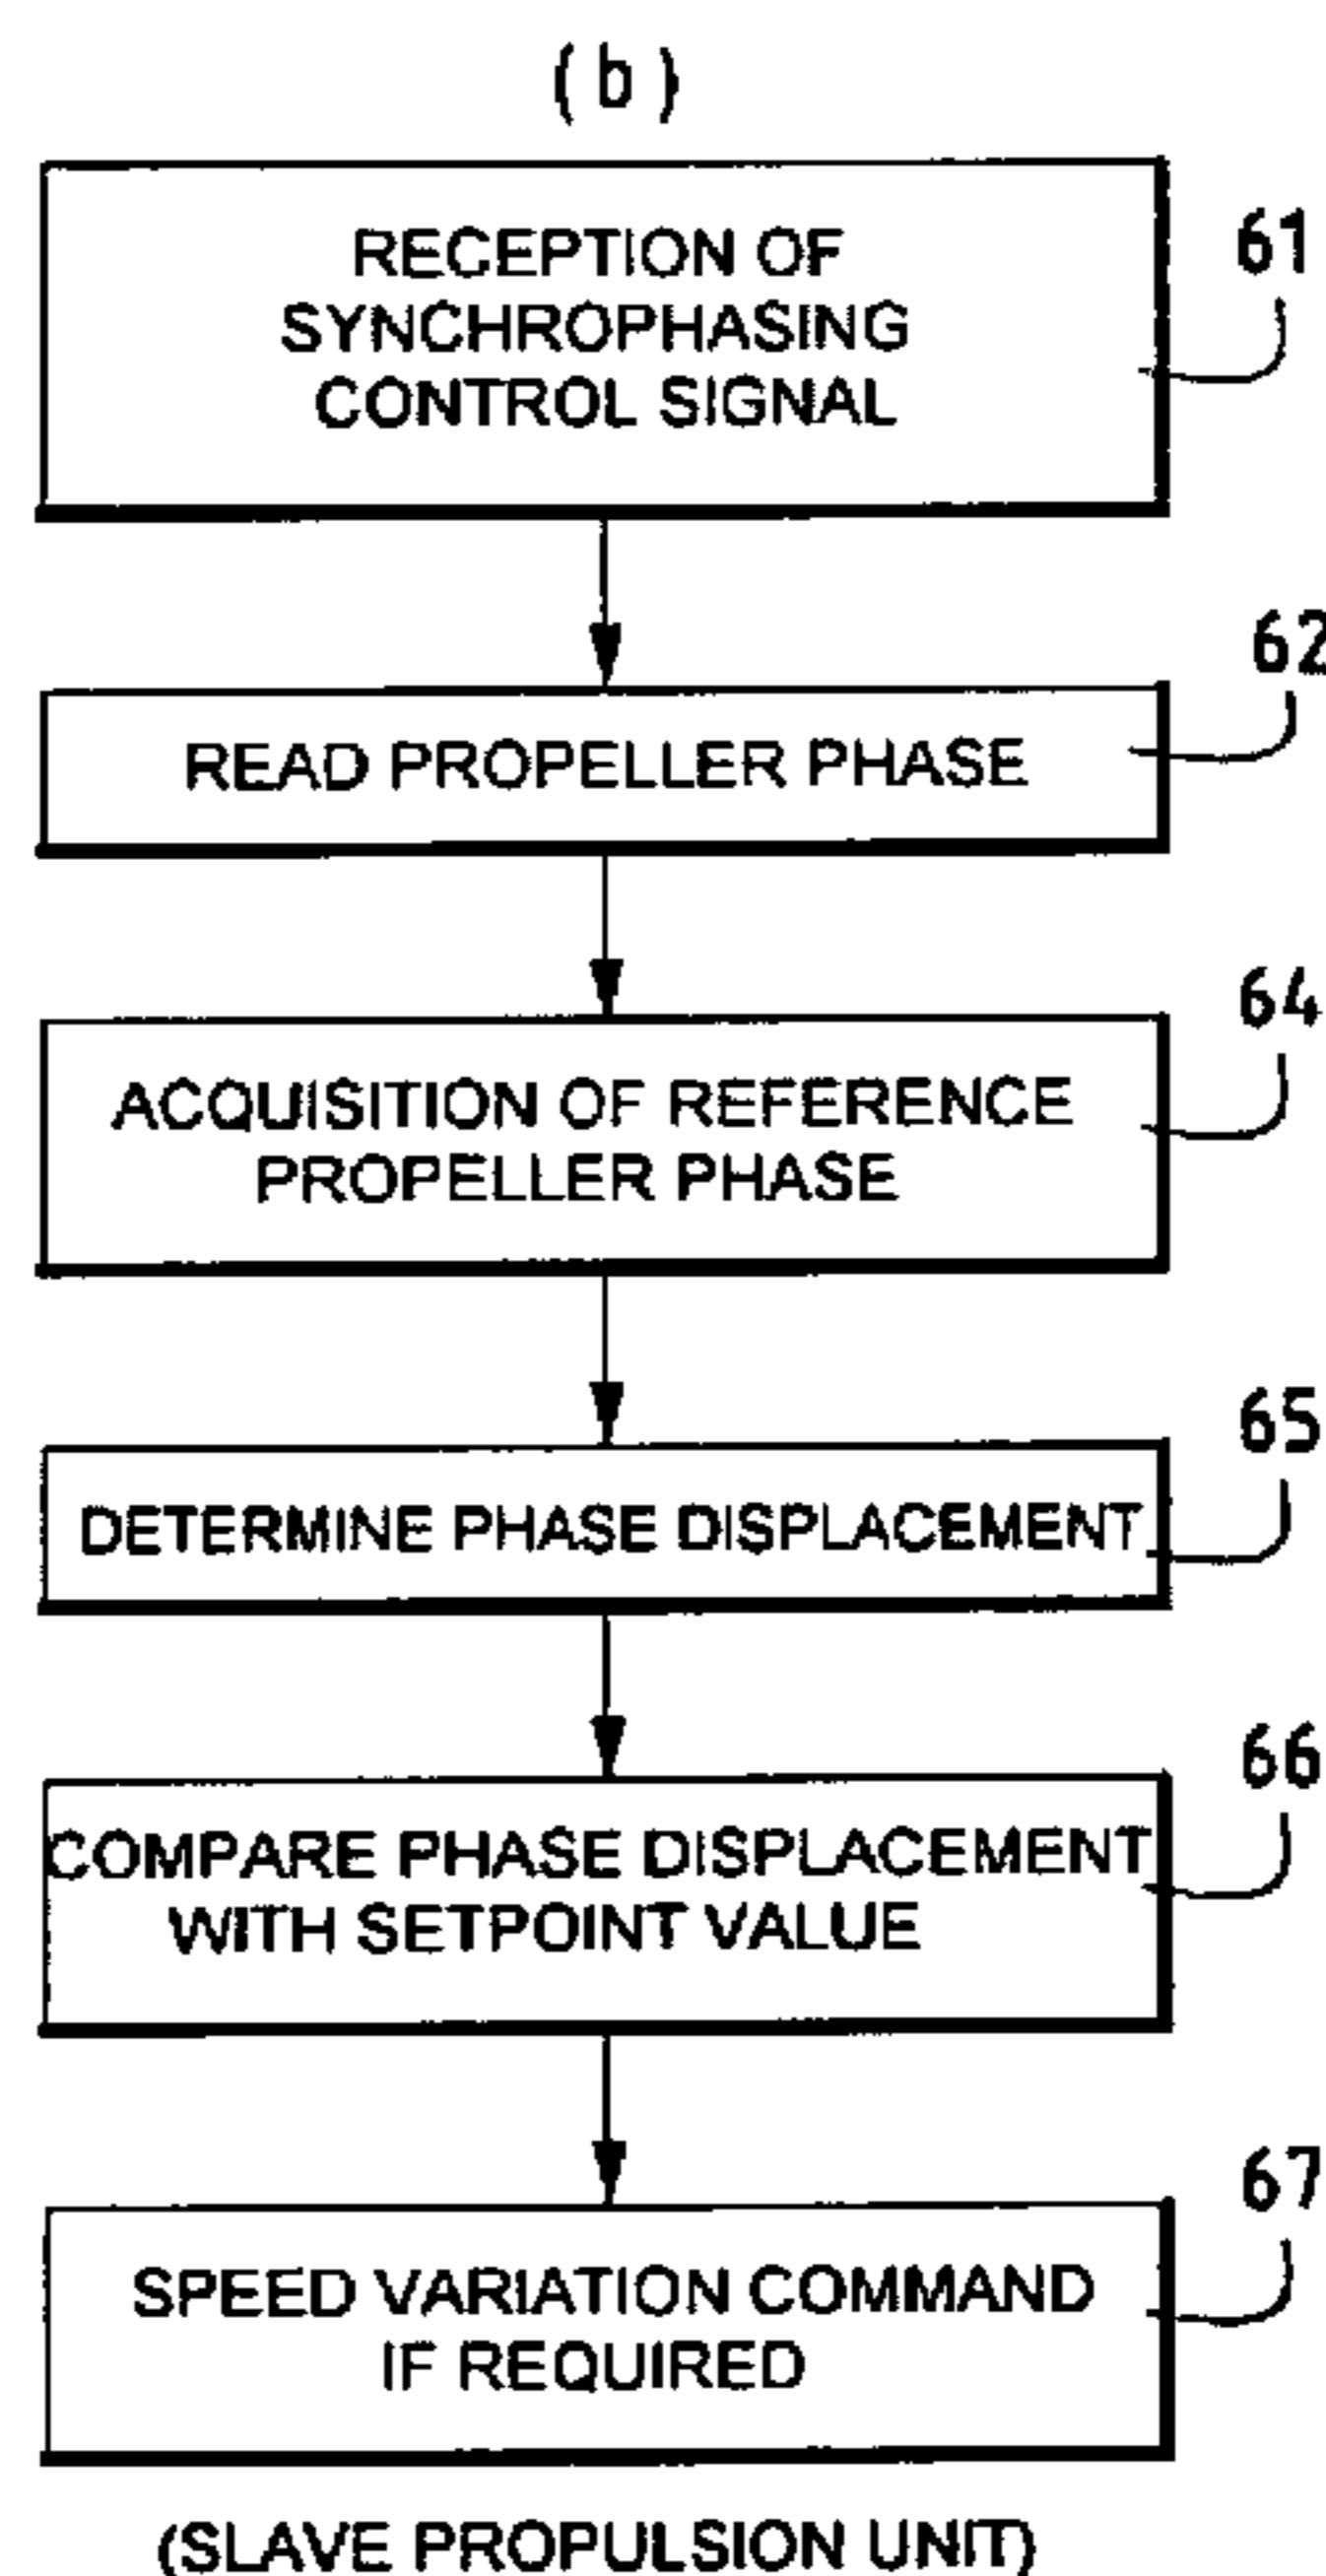 (b)
RECEPTION OF
SYNCHROPHASING
CONTROL SIGNAL
61
READ PROPELLER PHASE
62
ACQUISITION OF REFERENCE
PROPELLER PHASE
64
DETERMINE PHASE DISPLACEMENT
65
COMPARE PHASE DISPLACEMENT
WITH SETPOINT VALUE
66
SPEED VARIATION COMMAND
IF REQUIRED
67
(SLAVE PROPULSION UNIT)